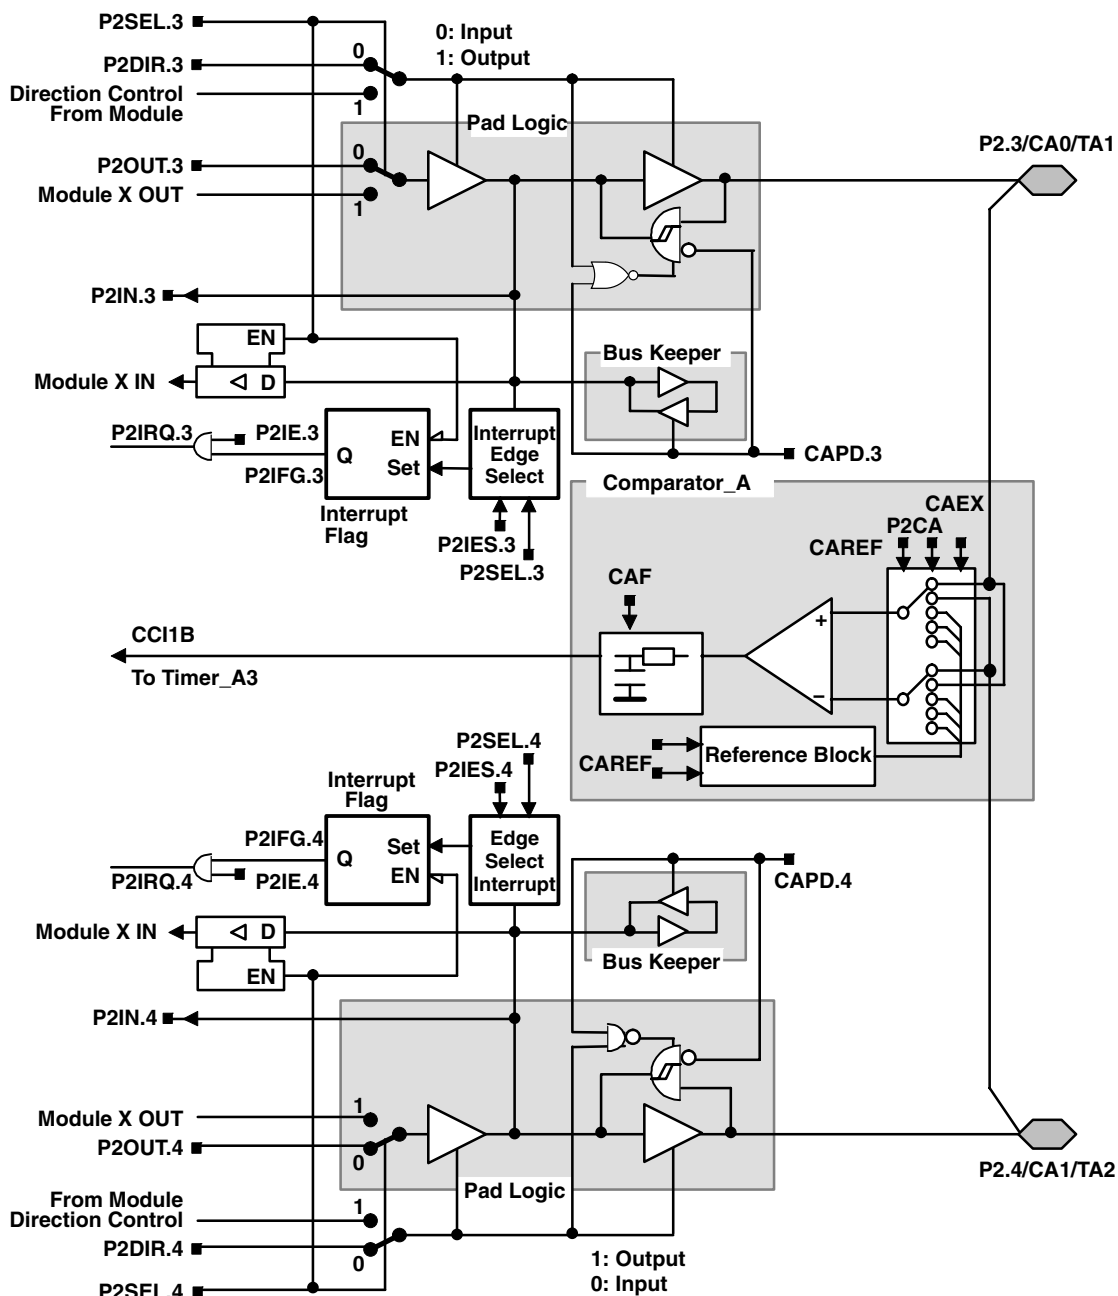 P2SEL.3
0: Input
1: Output
0
P2DIR.3
Direction Control
From Module
1
Pad Logic
P2.3/CA0/TA1
0
P2OUT.3
Module X OUT
1
P2IN.3
EN
Bus Keeper
Module X IN
D
P2IRQ.3
P2IE.3
P2IFG.3
Q
EN
Set
Interrupt
Edge
Select
CAPD.3
Interrupt
Flag
P2IES.3
P2SEL.3
Comparator_A
CAEX
P2CA
CAREF
CAF
+
−
CCI1B
To Timer_A3
Reference Block
CAREF
P2SEL.4
P2IES.4
Interrupt
Flag
P2IFG.4
P2IRQ.4
P2IE.4
Q
Set
EN
Edge
Select
Interrupt
CAPD.4
Module X IN
D
EN
Bus Keeper
P2IN.4
1
Module X OUT
P2OUT.4
0
P2.4/CA1/TA2
Pad Logic
From Module
Direction Control
1
P2DIR.4
0
1: Output
0: Input
P2SEL.4